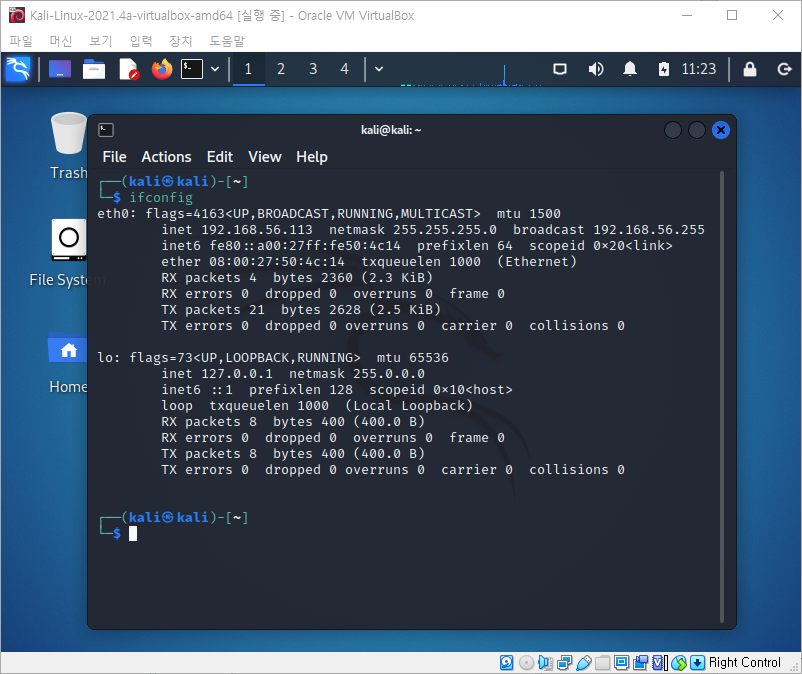 Kali-Linux-2021.4a-virtualbox-amd64 [실행 중] - Oracle VM VirtualBox
파일 머신 보기 입력 장치 도움말
1 2 3 4 11:23
Trash
File System
Home
kali@kali: ~
File Actions Edit View Help
┌──(kali㉿kali)-[~]
└─$ ifconfig
eth0: flags=4163<UP,BROADCAST,RUNNING,MULTICAST>  mtu 1500
        inet 192.168.56.113  netmask 255.255.255.0  broadcast 192.168.56.255
        inet6 fe80::a00:27ff:fe50:4c14  prefixlen 64  scopeid 0×20<link>
        ether 08:00:27:50:4c:14  txqueuelen 1000  (Ethernet)
        RX packets 4  bytes 2360 (2.3 KiB)
        RX errors 0  dropped 0  overruns 0  frame 0
        TX packets 21  bytes 2628 (2.5 KiB)
        TX errors 0  dropped 0 overruns 0  carrier 0  collisions 0
lo: flags=73<UP,LOOPBACK,RUNNING>  mtu 65536
        inet 127.0.0.1  netmask 255.0.0.0
        inet6 ::1  prefixlen 128  scopeid 0×10<host>
        loop  txqueuelen 1000  (Local Loopback)
        RX packets 8  bytes 400 (400.0 B)
        RX errors 0  dropped 0  overruns 0  frame 0
        TX packets 8  bytes 400 (400.0 B)
        TX errors 0  dropped 0 overruns 0  carrier 0  collisions 0
┌──(kali㉿kali)-[~]
└─$
Right Control